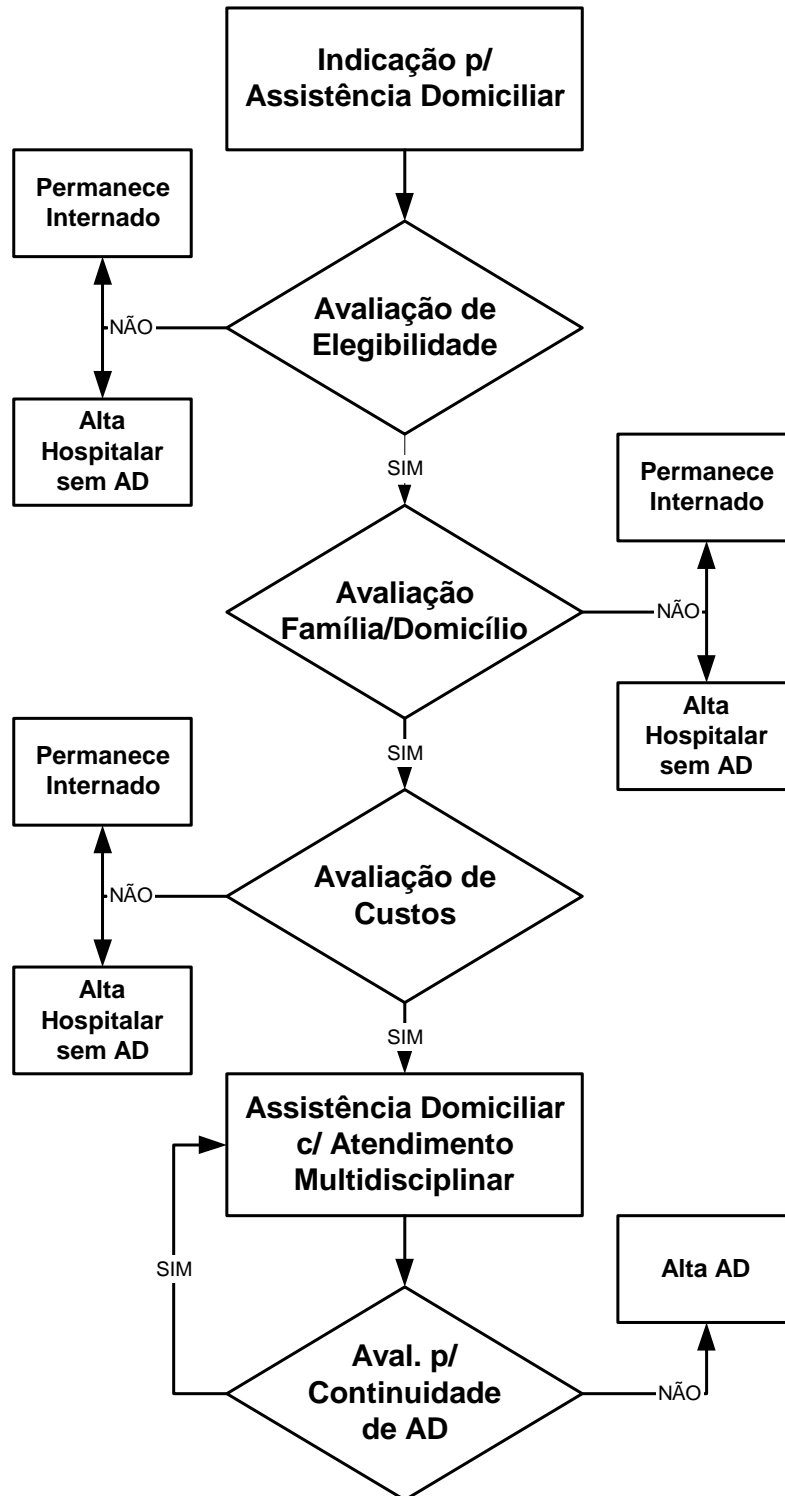 Indicação p/
Assistência Domiciliar
Permanece
Internado
Avaliação de
Elegibilidade
NÃO
Alta
Hospitalar
sem AD
SIM
Permanece
Internado
Avaliação
Família/Domicílio
NÃO
Alta
Hospitalar
sem AD
SIM
Permanece
Internado
Avaliação de
Custos
NÃO
Alta
Hospitalar
sem AD
SIM
Assistência Domiciliar
c/ Atendimento
Multidisciplinar
SIM
Alta AD
Aval. p/
Continuidade
de AD
NÃO